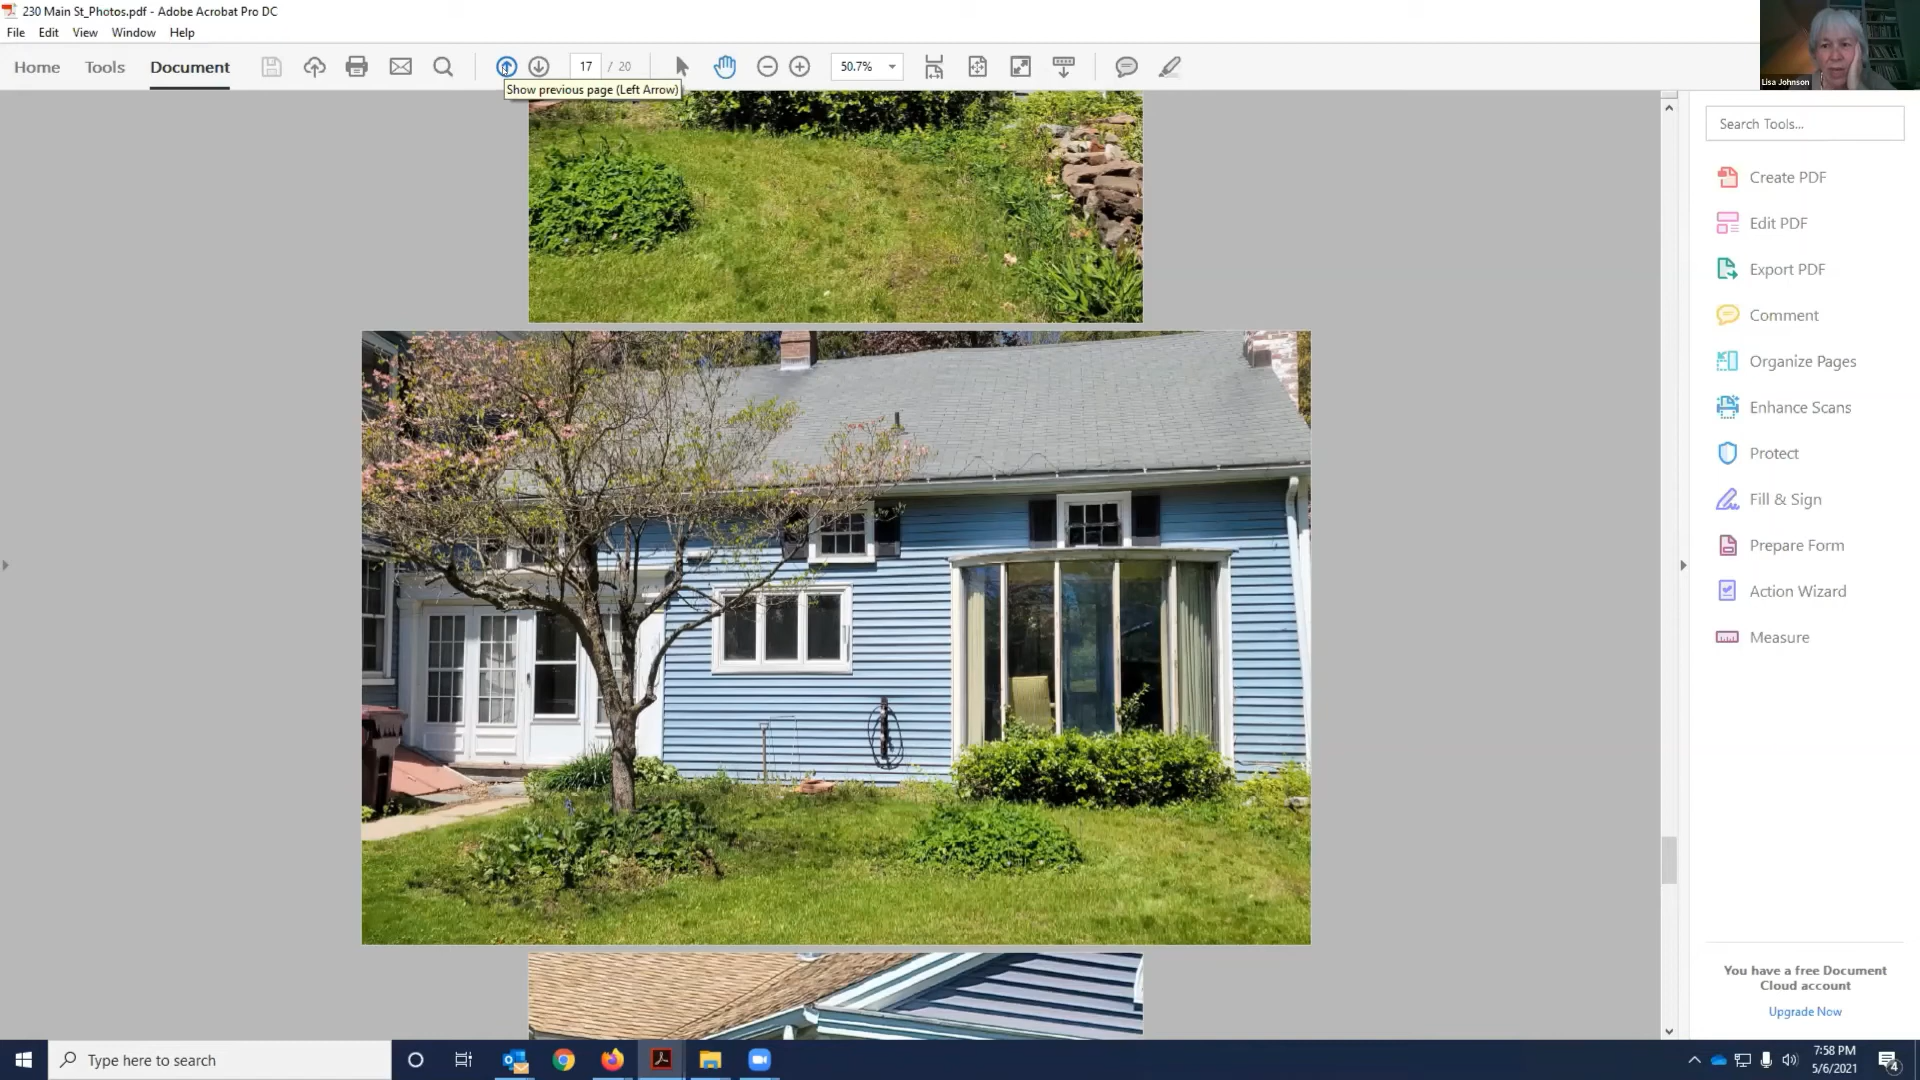 230 Main St_Photos.pdf - Adobe Acrobat Pro DC
File Edit View Window Help
Home Tools Document 17 / 20 50.7%
Show previous page (Left Arrow)
Lisa Johnson
Search Tools...
Create PDF
Edit PDF
Export PDF
Comment
Organize Pages
Enhance Scans
Protect
Fill & Sign
Prepare Form
Action Wizard
Measure
You have a free Document
Cloud account
Upgrade Now
Type here to search
7:58 PM
5/6/2021
4